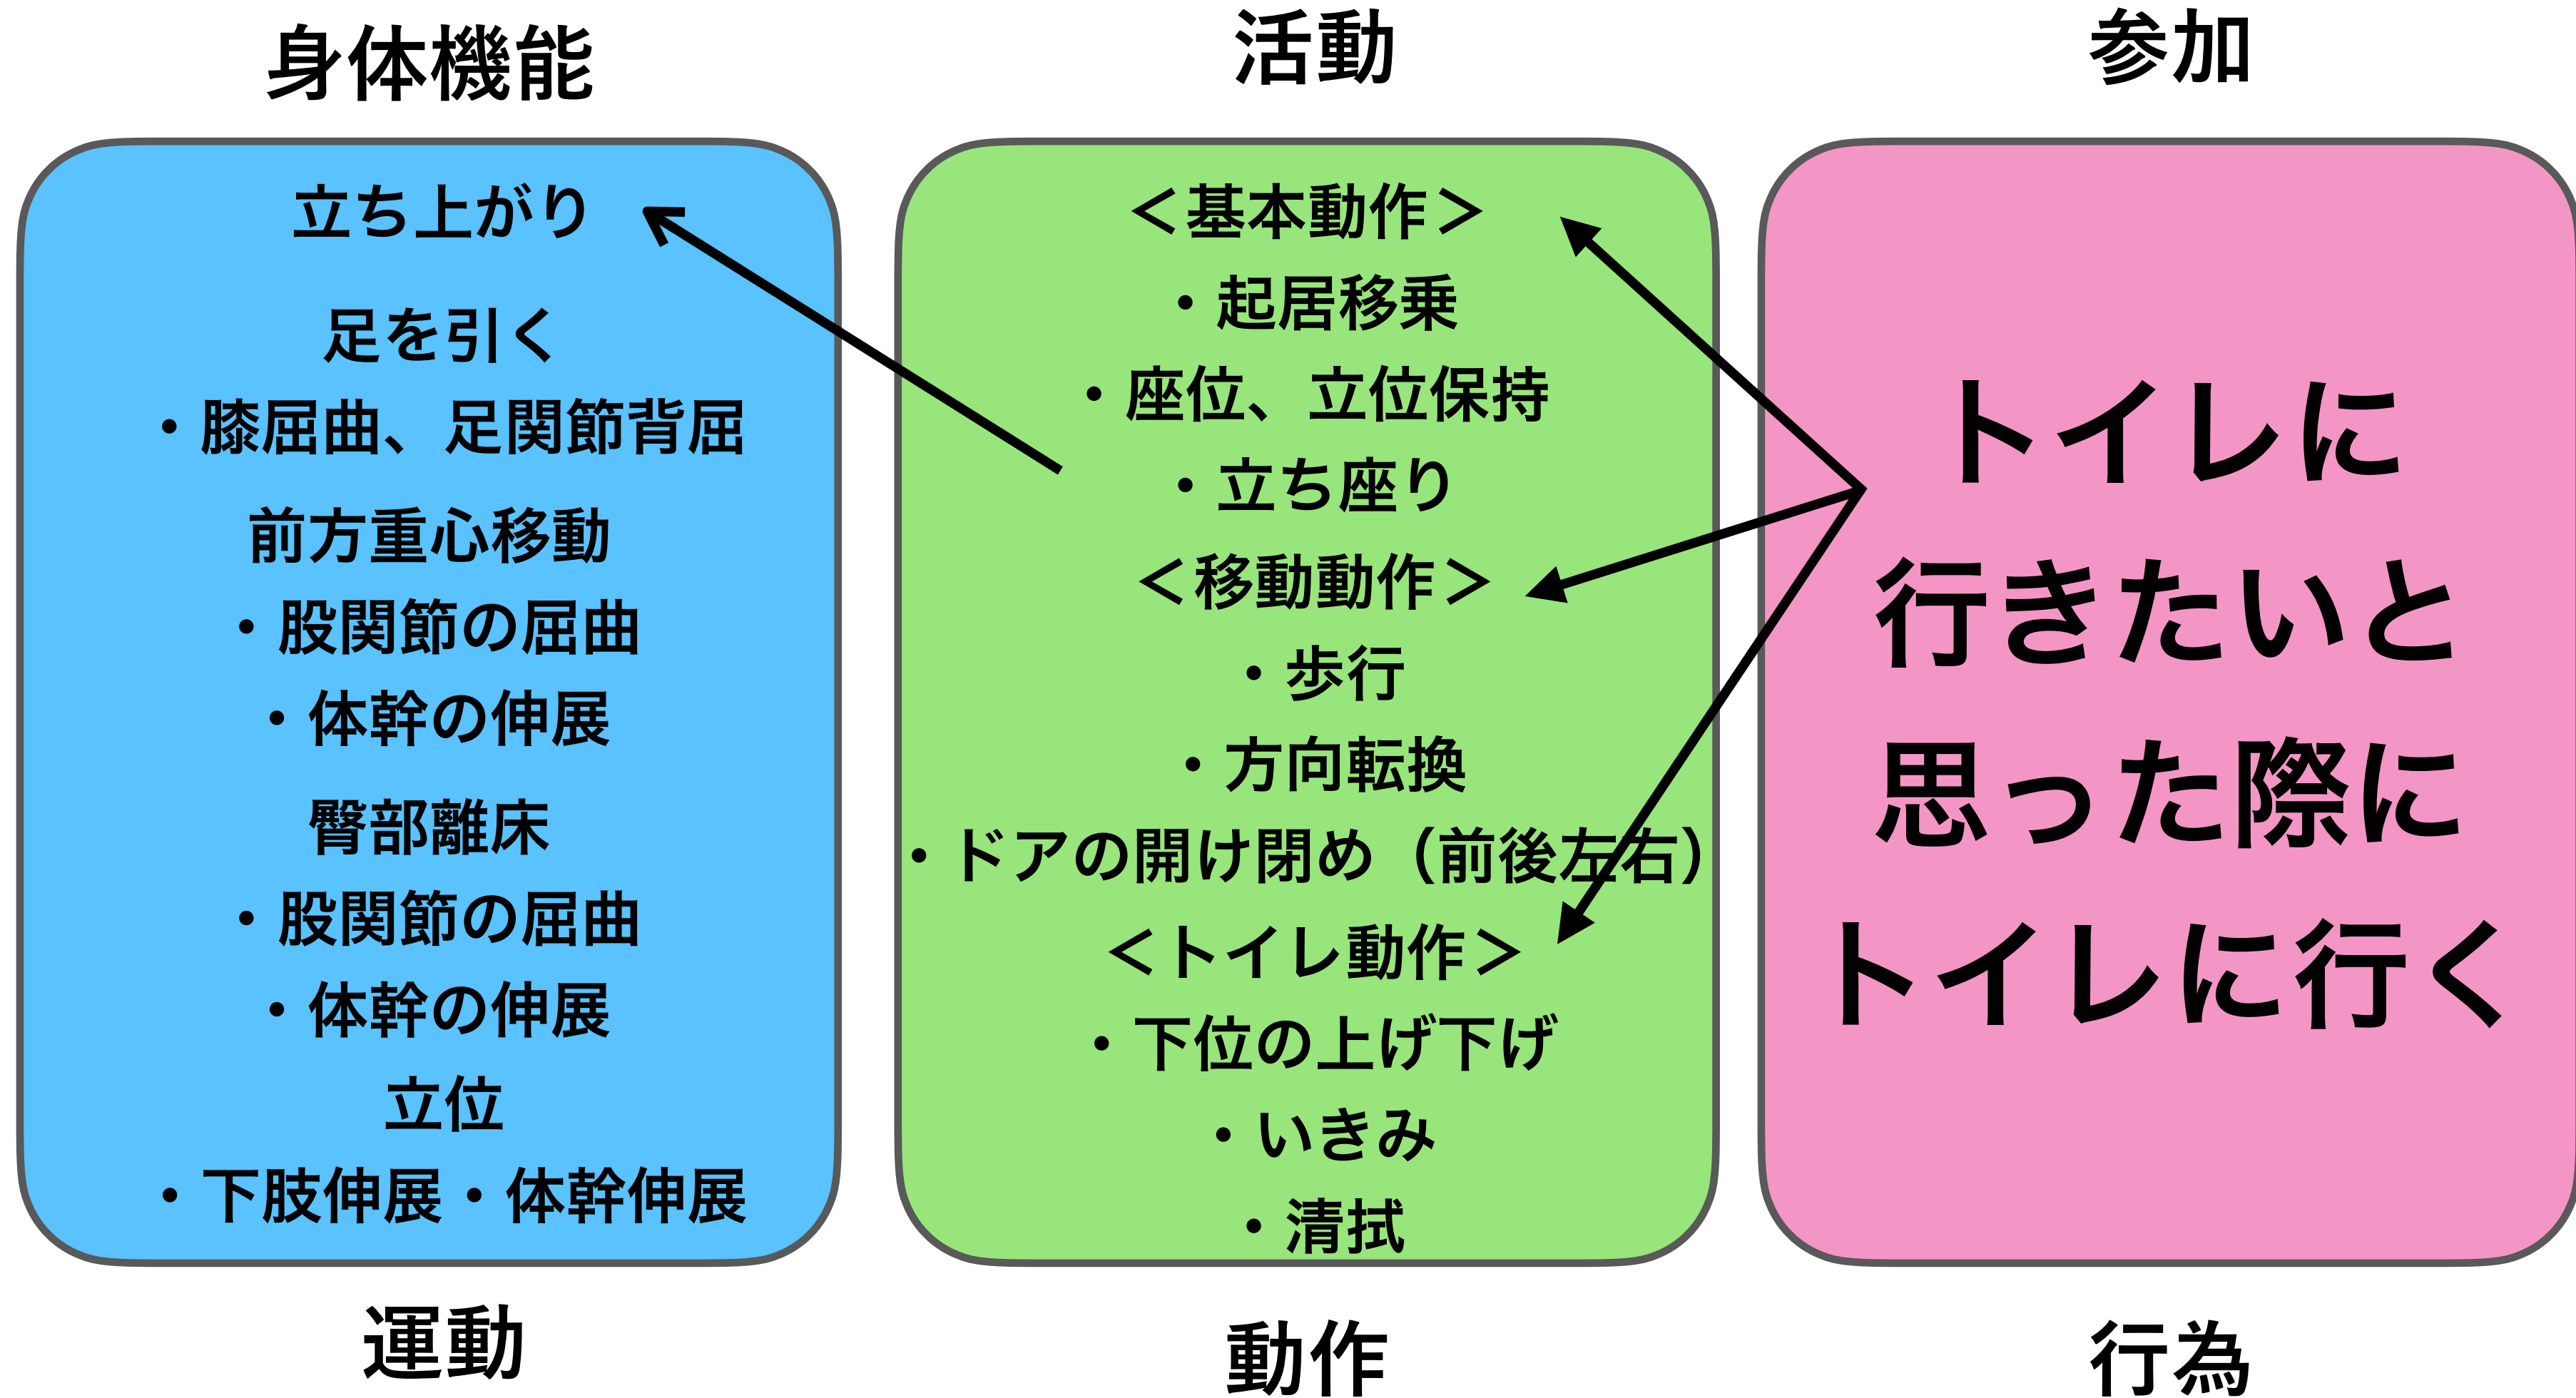 身体機能
立ち上がり
足を引く
・膝屈曲、足関節背屈
前方重心移動
・股関節の屈曲
・体幹の伸展
臀部離床
・股関節の屈曲
・体幹の伸展
立位
・下肢伸展・体幹伸展
運動
活動
＜基本動作＞
・起居移乗
・座位、立位保持
・立ち座り
＜移動動作＞
・歩行
・方向転換
・ドアの開け閉め（前後左右）
＜トイレ動作＞
・下位の上げ下げ
・いきみ
・清拭
動作
参加
トイレに
行きたいと
思った際に
トイレに行く
行為